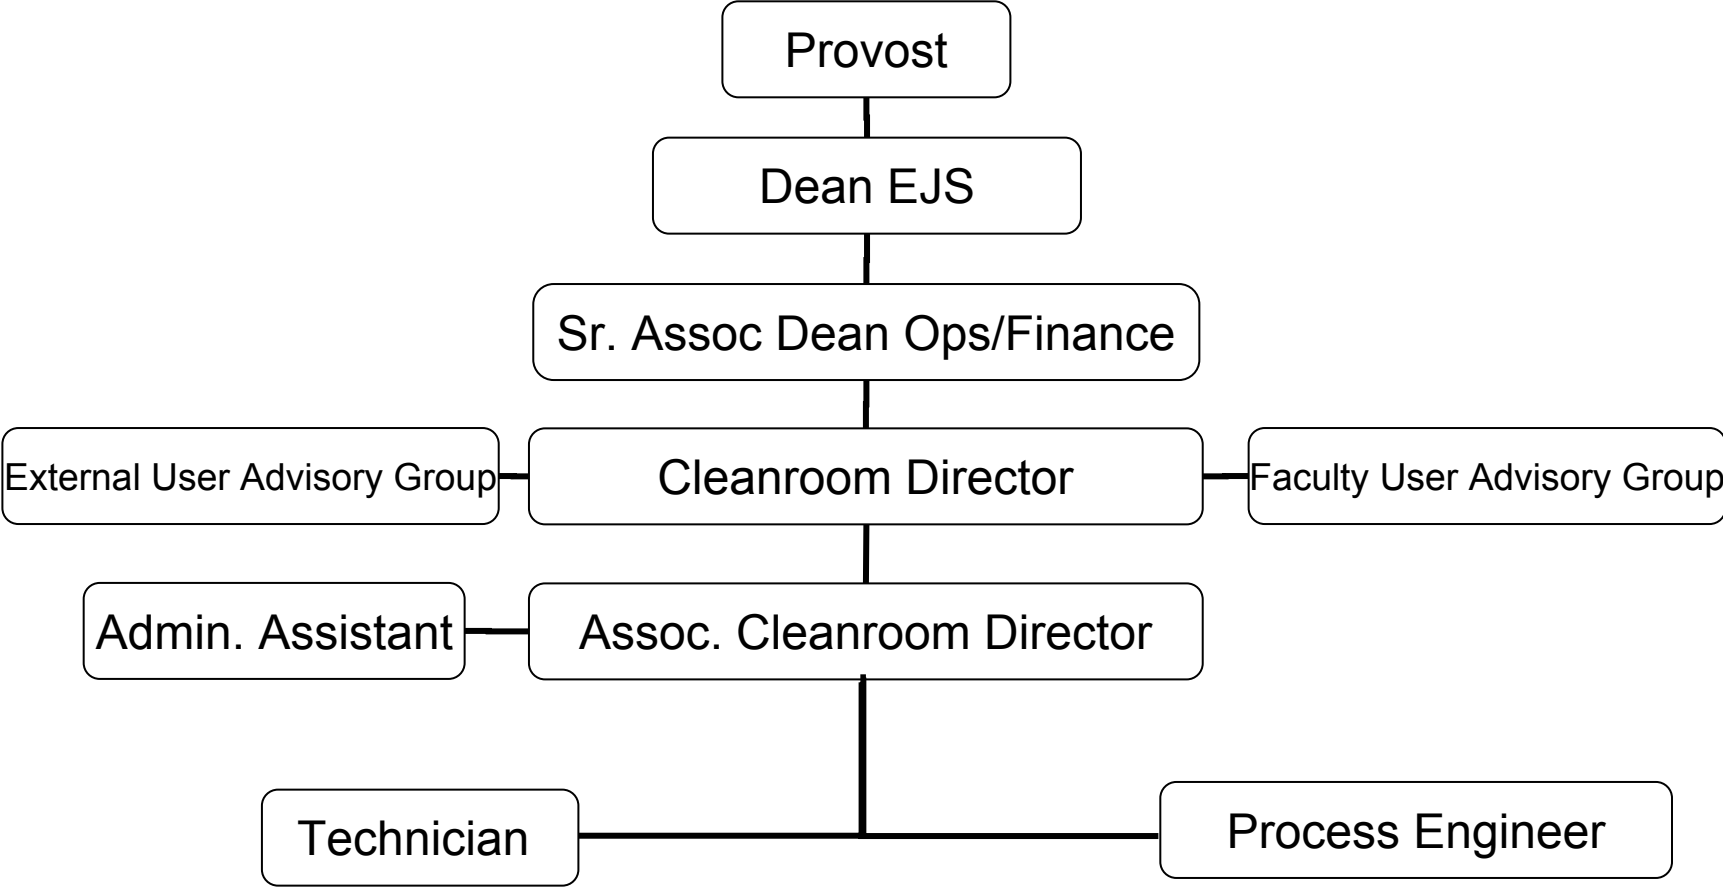 Provost
Dean EJS
Sr. Assoc Dean Ops/Finance
External User Advisory Group
Cleanroom Director
Faculty User Advisory Group
Admin. Assistant
Assoc. Cleanroom Director
Technician
Process Engineer